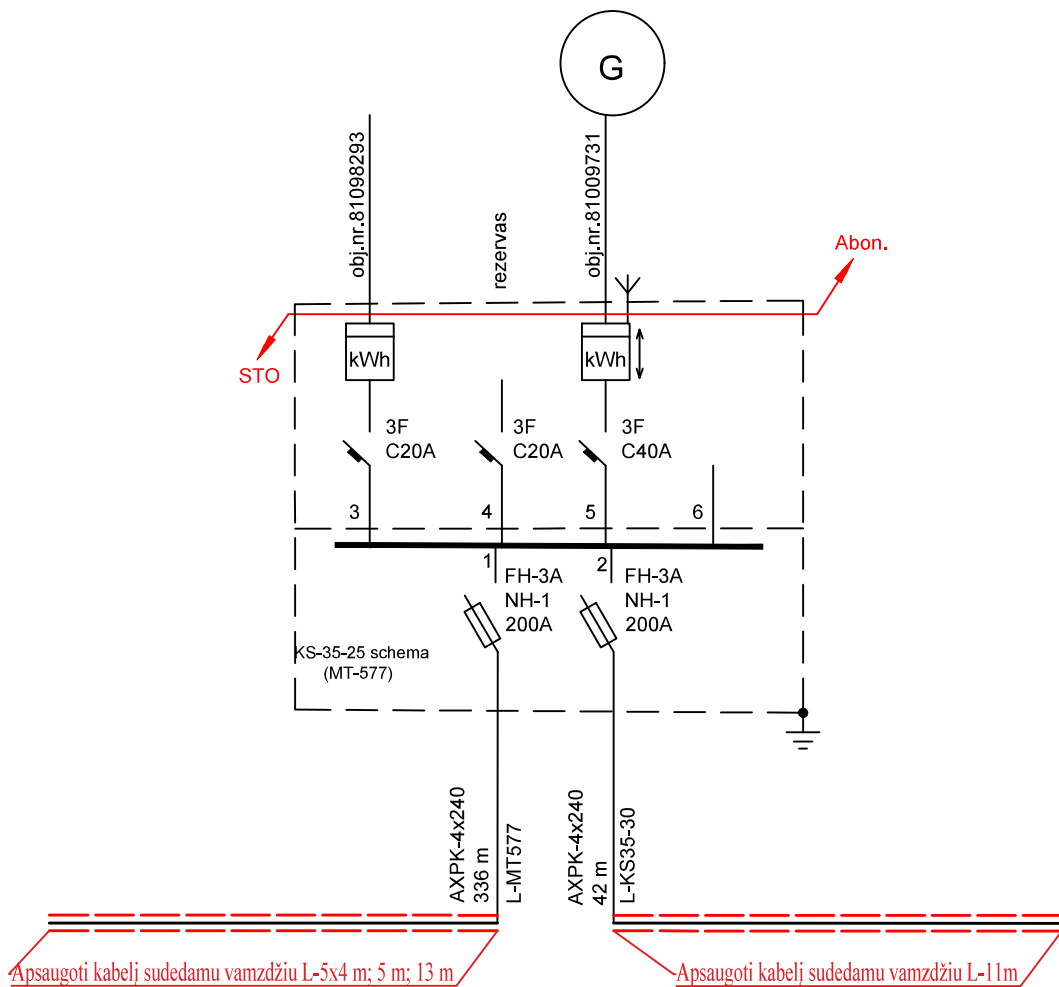 G
obj.nr.81098293
rezervas
obj.nr.81009731
Abon.
STO
kWh
kWh
3F
C20A
3F
C20A
3F
C40A
3
4
5
6
1
2
FH-3A
NH-1
200A
FH-3A
NH-1
200A
KS-35-25 schema
(MT-577)
AXPK-4x240
336 m
L-MT577
AXPK-4x240
42 m
L-KS35-30
Apsaugoti kabelį sudedamu vamzdžiu L-5x4 m; 5 m; 13 m
Apsaugoti kabelį sudedamu vamzdžiu L-11m